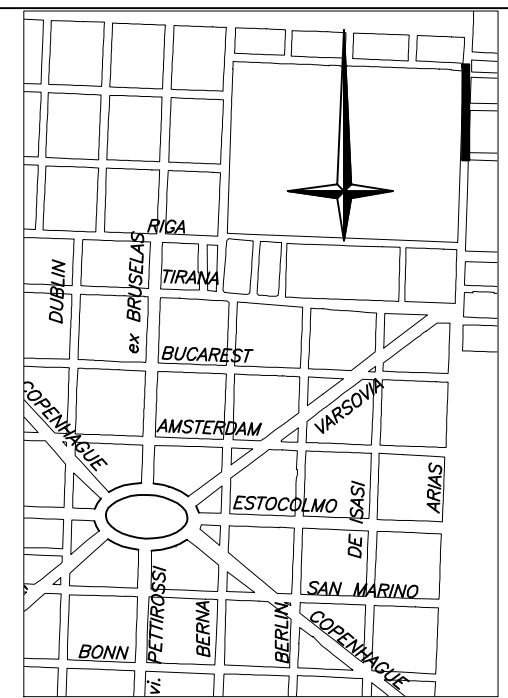 RIGA
DUBLIN
ex BRUSELAS
TIRANA
BUCAREST
COPENHAGUE
AMSTERDAM
VARSOVIA
ESTOCOLMO
DE ISASI
ARIAS
vi. PETTIROSSI
BERNA
BERLIN
SAN MARINO
COPENHAGUE
BONN